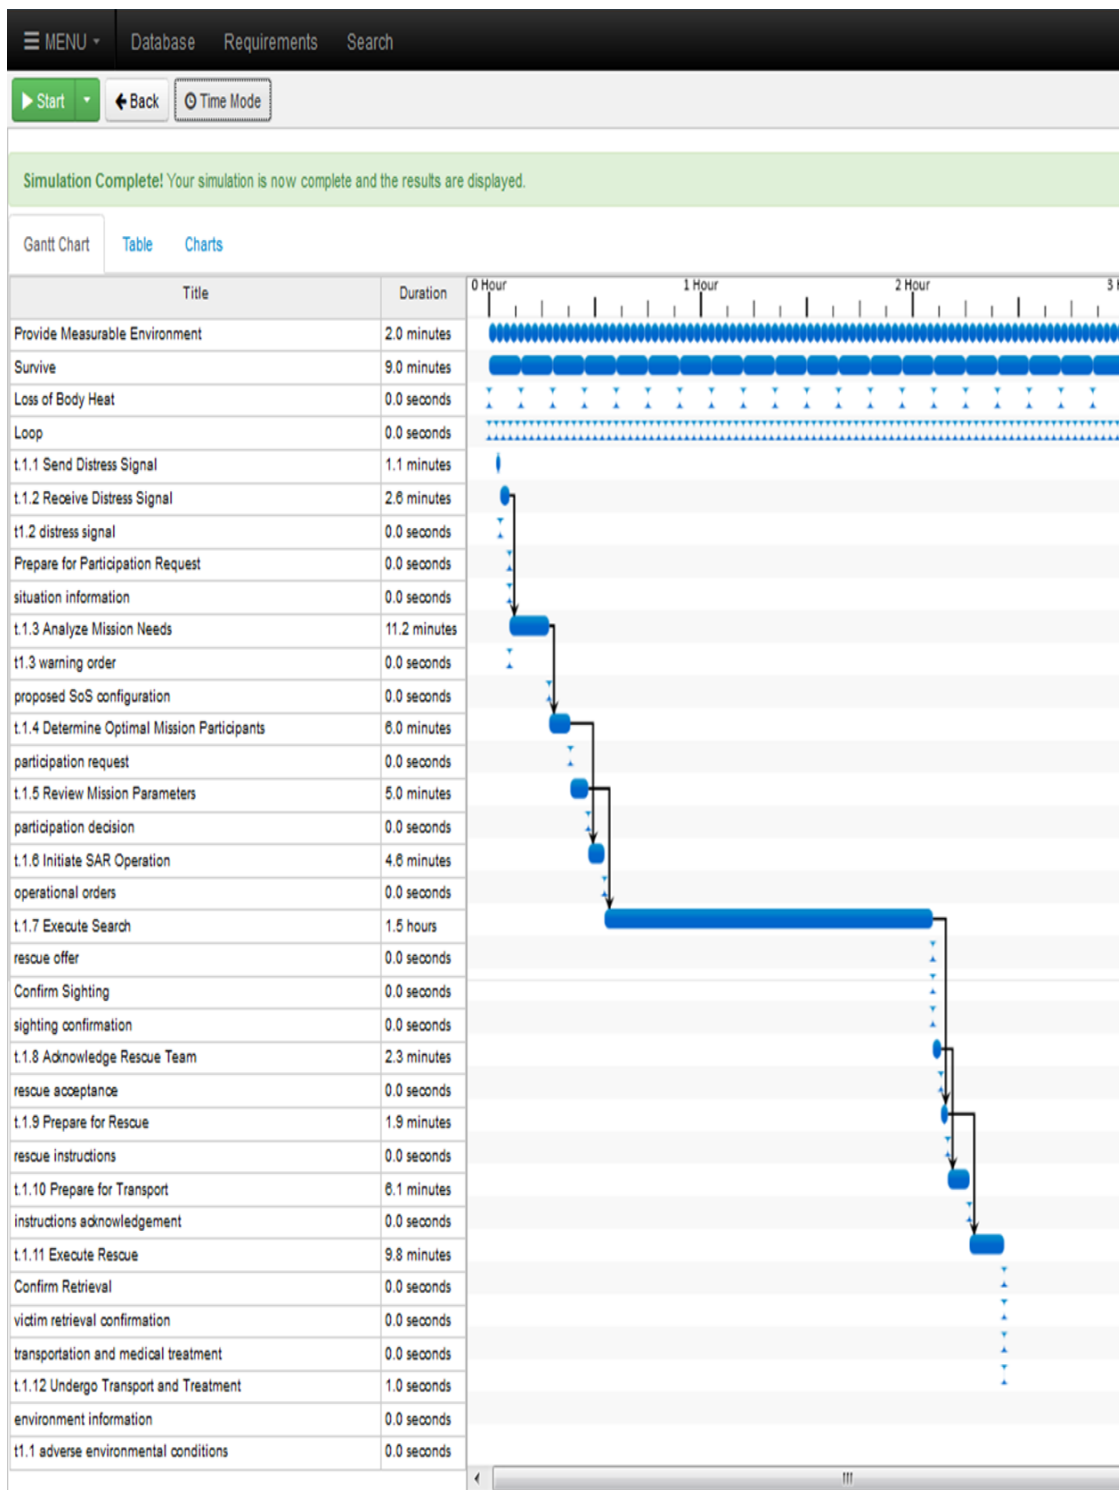 MENU Database Requirements Search
Start Back Time Mode
Simulation Complete! Your simulation is now complete and the results are displayed.
Gantt Chart Table Charts
Title Duration 0 Hour 1 Hour 2 Hour 3
Provide Measurable Environment 2.0 minutes
Survive 9.0 minutes
Loss of Body Heat 0.0 seconds
Loop 0.0 seconds
t.1.1 Send Distress Signal 1.1 minutes
t.1.2 Receive Distress Signal 2.6 minutes
t1.2 distress signal 0.0 seconds
Prepare for Participation Request 0.0 seconds
situation information 0.0 seconds
t.1.3 Analyze Mission Needs 11.2 minutes
t1.3 warning order 0.0 seconds
proposed SoS configuration 0.0 seconds
t.1.4 Determine Optimal Mission Participants 6.0 minutes
participation request 0.0 seconds
t.1.5 Review Mission Parameters 5.0 minutes
participation decision 0.0 seconds
t.1.6 Initiate SAR Operation 4.6 minutes
operational orders 0.0 seconds
t.1.7 Execute Search 1.5 hours
rescue offer 0.0 seconds
Confirm Sighting 0.0 seconds
sighting confirmation 0.0 seconds
t.1.8 Acknowledge Rescue Team 2.3 minutes
rescue acceptance 0.0 seconds
t.1.9 Prepare for Rescue 1.9 minutes
rescue instructions 0.0 seconds
t.1.10 Prepare for Transport 6.1 minutes
instructions acknowledgement 0.0 seconds
t.1.11 Execute Rescue 9.8 minutes
Confirm Retrieval 0.0 seconds
victim retrieval confirmation 0.0 seconds
transportation and medical treatment 0.0 seconds
t.1.12 Undergo Transport and Treatment 1.0 seconds
environment information 0.0 seconds
t1.1 adverse environmental conditions 0.0 seconds